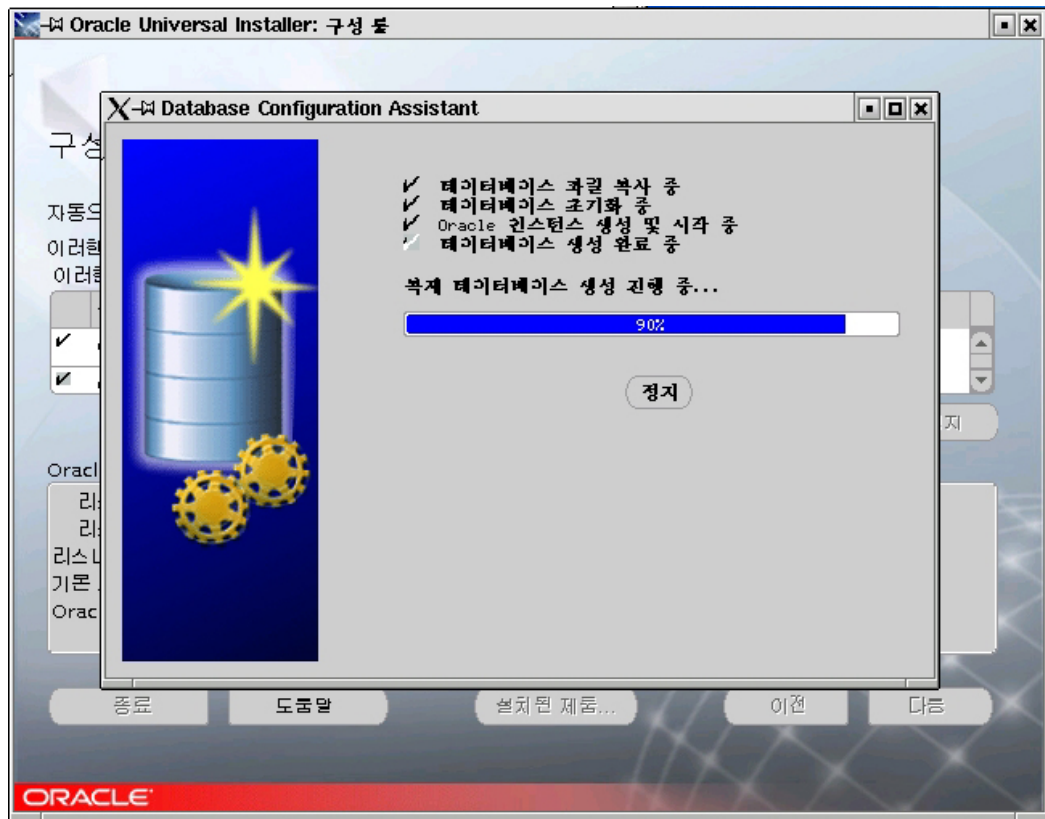 Oracle Universal Installer: 구성 툴
Database Configuration Assistant
구성
자동으
이러한
이러한
데이터베이스 파일 복사 중
데이터베이스 초기화 중
Oracle 인스턴스 생성 및 시작 중
데이터베이스 생성 완료 중
복제 데이터베이스 생성 진행 중...
90%
정지
지
Oracl
리스
리스
리스너
기본
Orac
종료
도움말
설치된 제품...
이전
다음
ORACLE